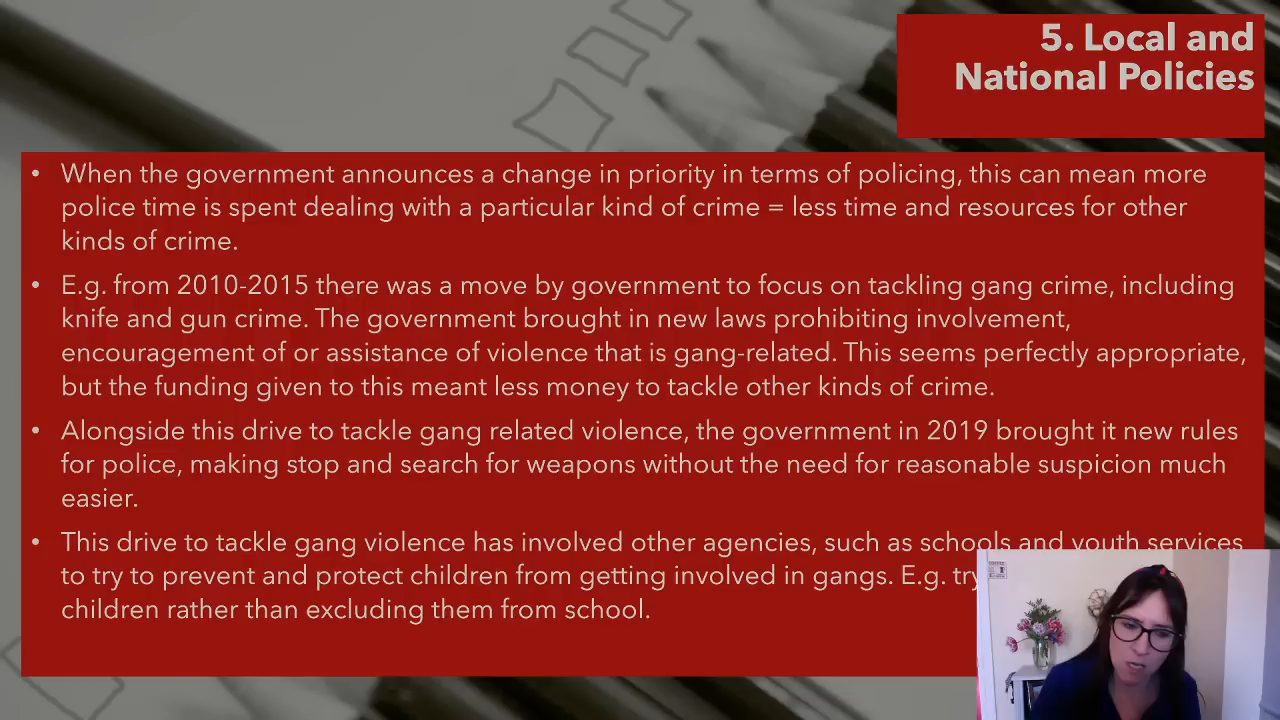 5. Local and
National Policies
• When the government announces a change in priority in terms of policing, this can mean more
police time is spent dealing with a particular kind of crime = less time and resources for other
kinds of crime.
• E.g. from 2010-2015 there was a move by government to focus on tackling gang crime, including
knife and gun crime. The government brought in new laws prohibiting involvement,
encouragement of or assistance of violence that is gang-related. This seems perfectly appropriate,
but the funding given to this meant less money to tackle other kinds of crime.
• Alongside this drive to tackle gang related violence, the government in 2019 brought it new rules
for police, making stop and search for weapons without the need for reasonable suspicion much
easier.
• This drive to tackle gang violence has involved other agencies, such as schools and youth services
to try to prevent and protect children from getting involved in gangs. E.g.
children rather than excluding them from school.